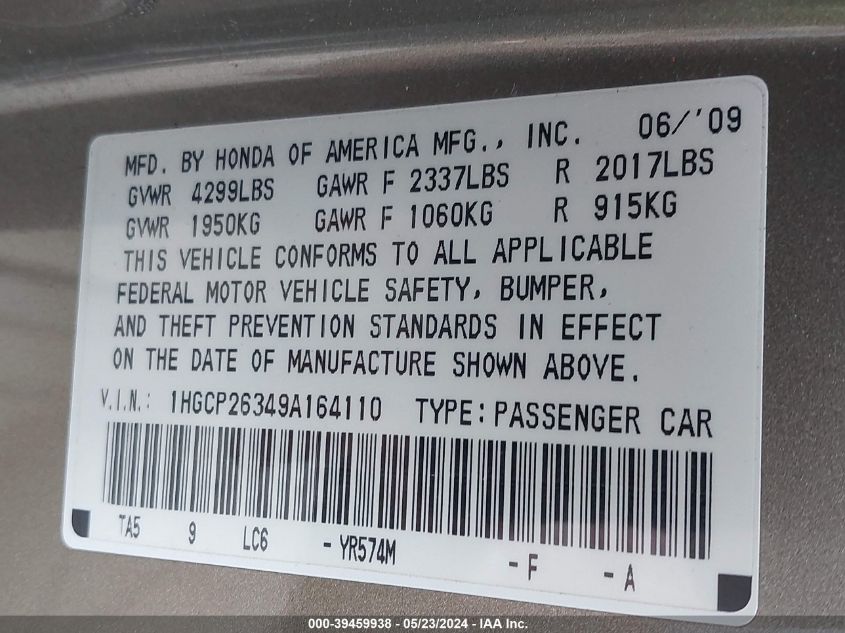 MFD. BY HONDA OF AMERICA MFG., INC. 06/'09
GVWR 4299LBS GAWR F 2337LBS R 2017LBS
GVWR 1950KG GAWR F 1060KG R 915KG
THIS VEHICLE CONFORMS TO ALL APPLICABLE
FEDERAL MOTOR VEHICLE SAFETY, BUMPER,
AND THEFT PREVENTION STANDARDS IN EFFECT
ON THE DATE OF MANUFACTURE SHOWN ABOVE.
V.I.N.: 1HGCP26349A164110 TYPE:PASSENGER CAR
TA5 9 LC6 -YR574M -F -A
000-39459938 - 05/23/2024 - IAA Inc.